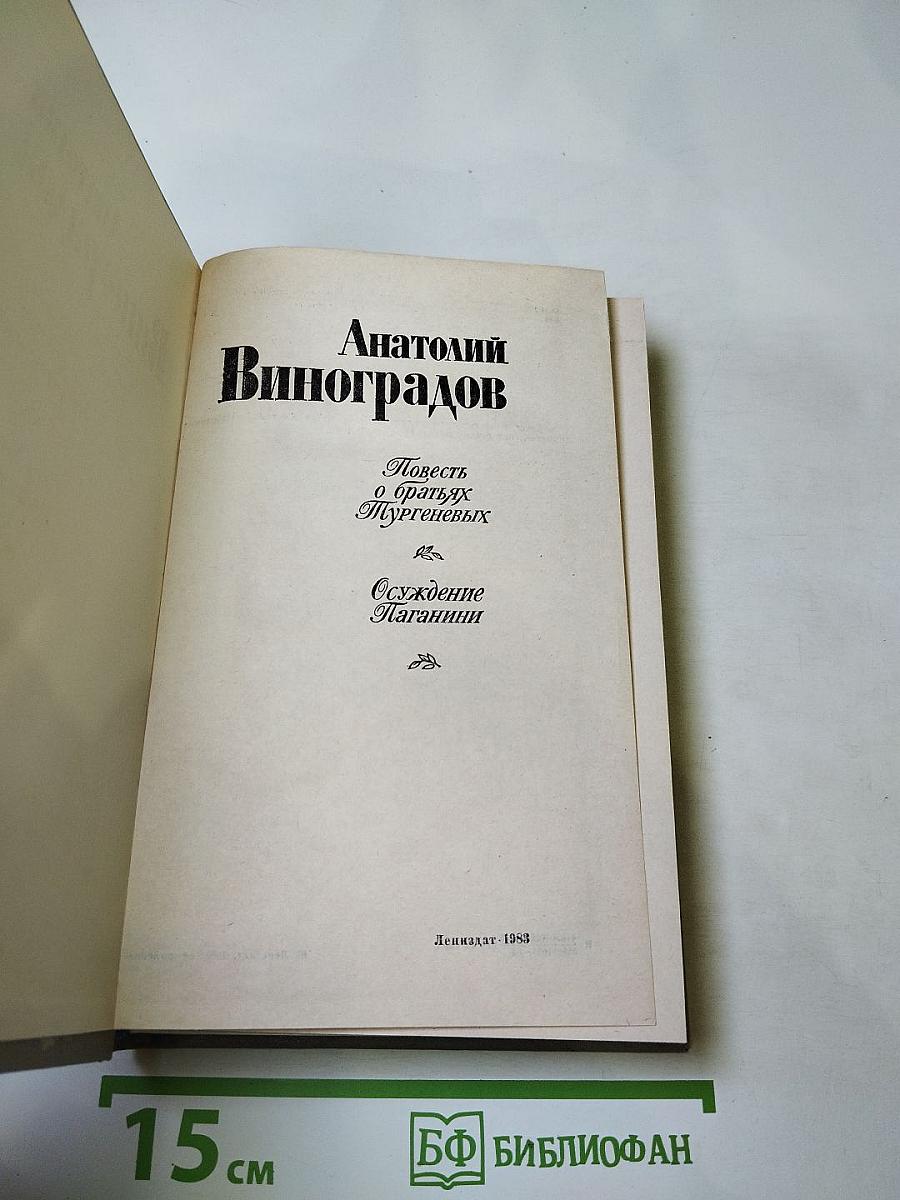 Анатолий
Виноградов
Повесть
о братьях
Тургеневых
Осуждение
Паганини
Лениздат·1983
15 см
БФ БИБЛИОФАН